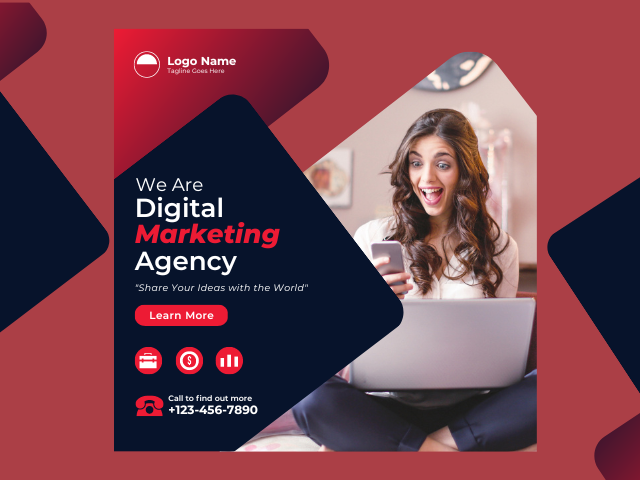 Logo Name
Tagline Goes Here
We Are
Digital
Marketing
Agency
"Share Your Ideas with the World"
Learn More
$
Call to find out more
+123-456-7890